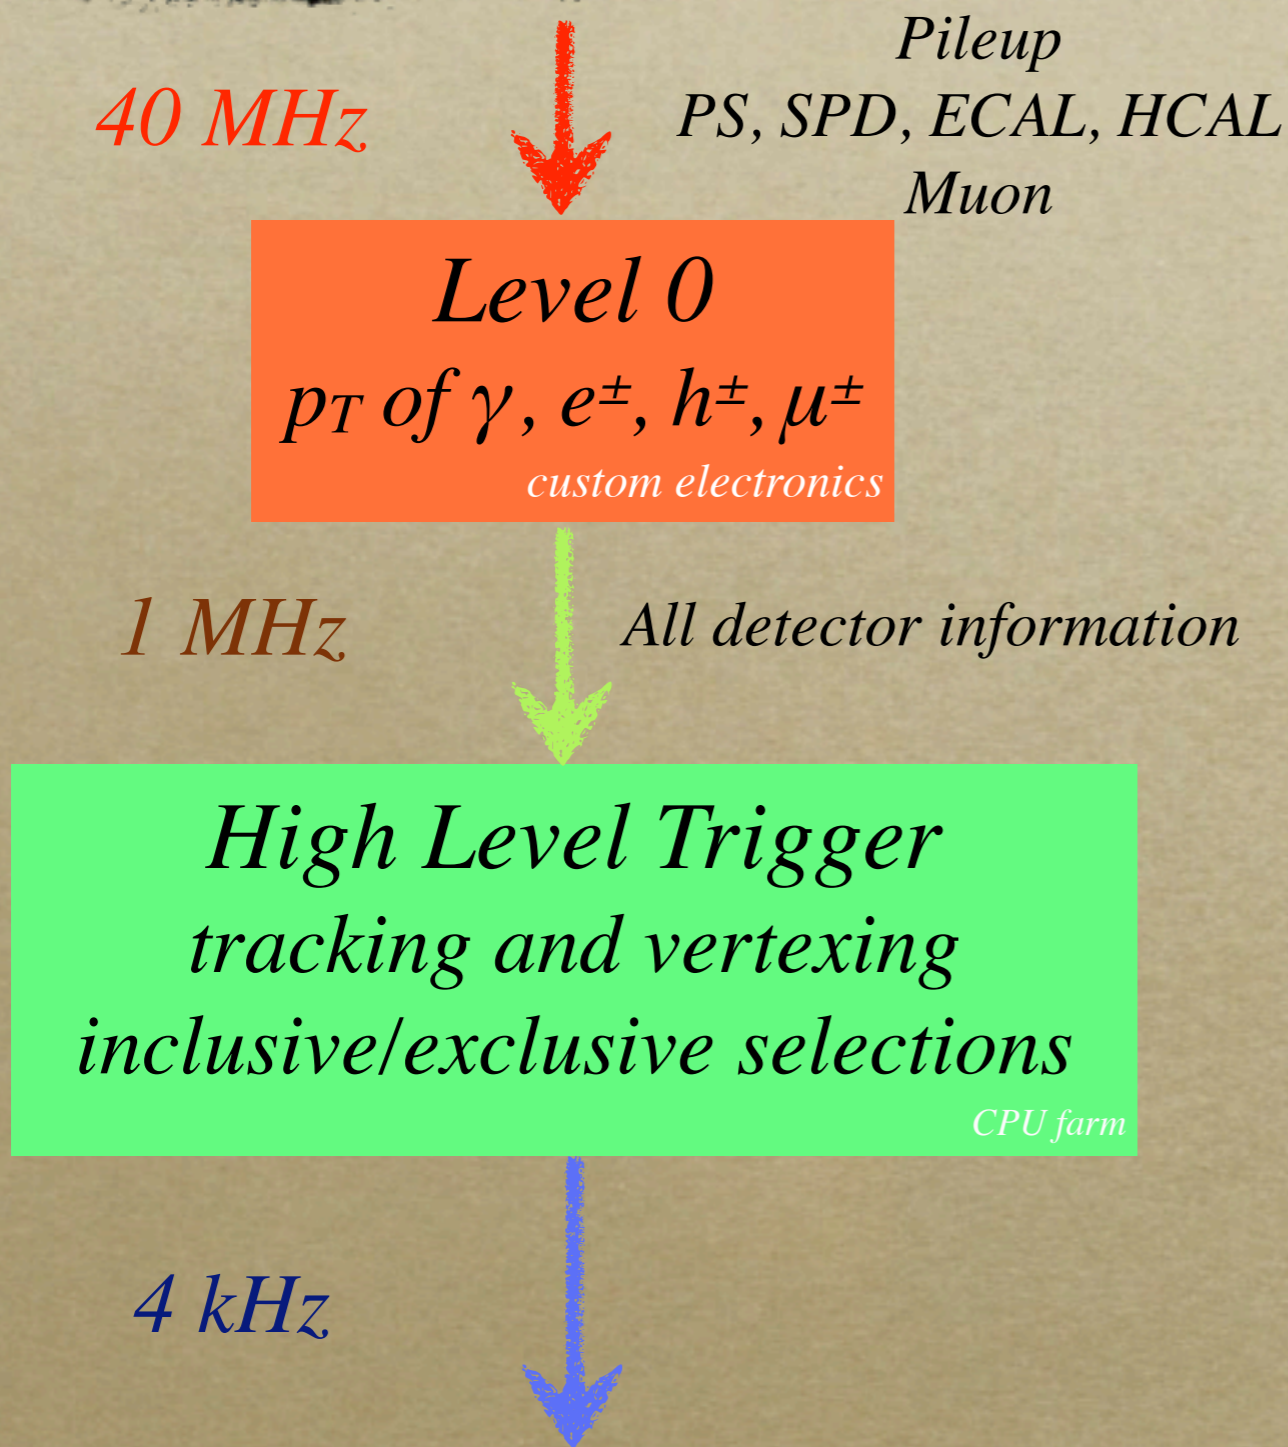 Pileup
40 MHz
PS, SPD, ECAL, HCAL
Muon
Level 0
pT of γ, e±, h±, μ±
custom electronics
1 MHz
All detector information
High Level Trigger
tracking and vertexing
inclusive/exclusive selections
CPU farm
4 kHz